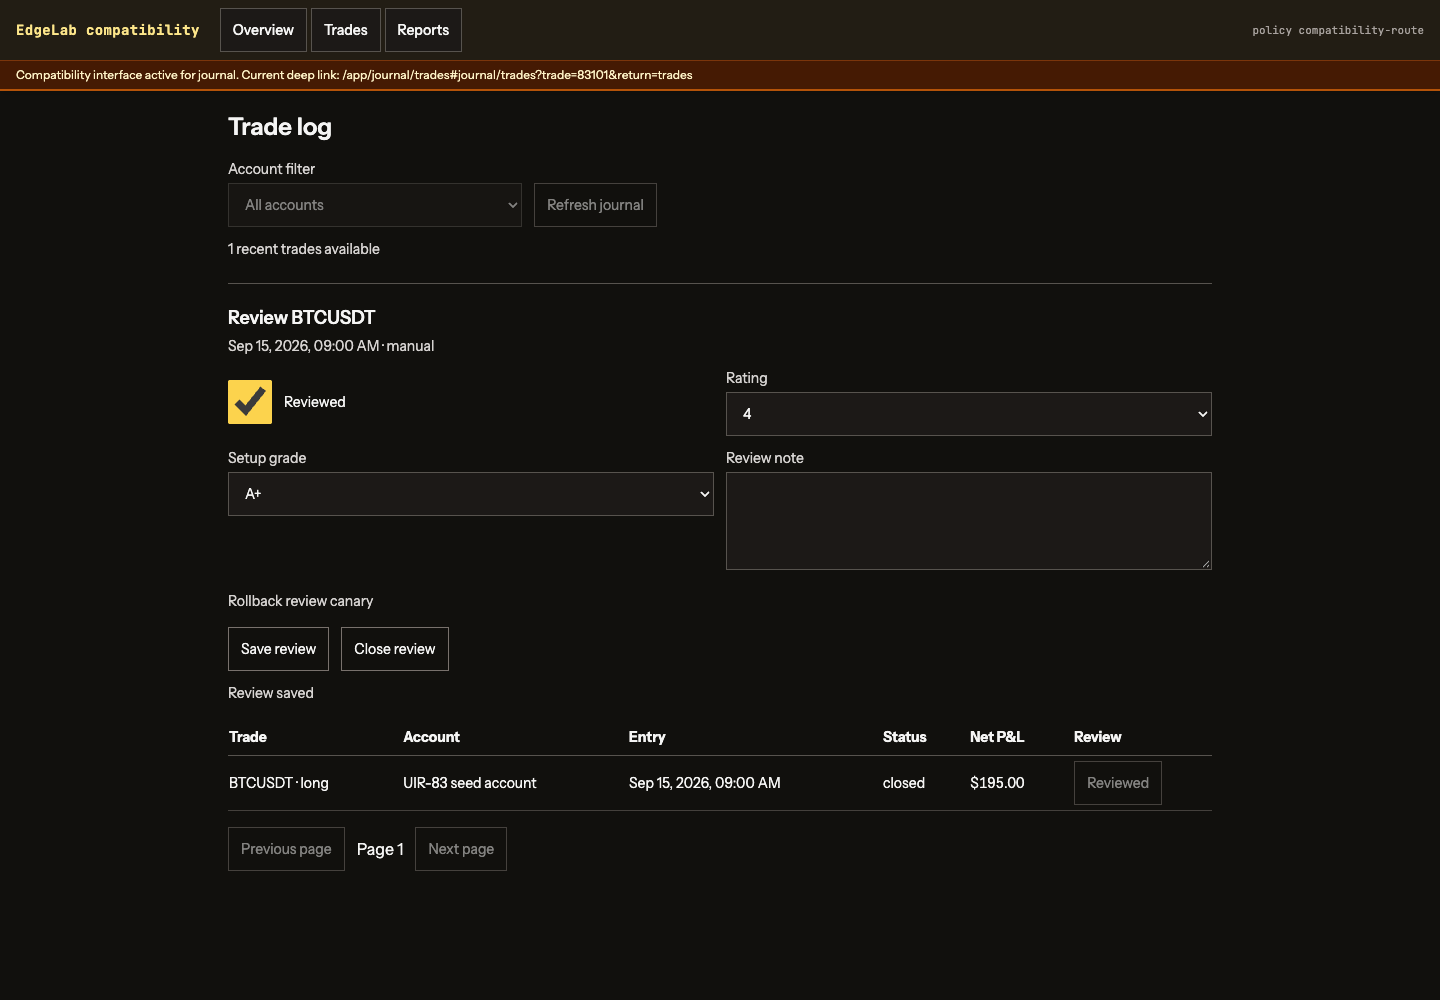 EdgeLab compatibility
Overview
Trades
Reports
policy compatibility-route
Compatibility interface active for journal. Current deep link: /app/journal/trades#journal/trades?trade=83101&return=trades
Trade log
Account filter
All accounts
Refresh journal
1 recent trades available
Review BTCUSDT
Sep 15, 2026, 09:00 AM · manual
Reviewed
Rating
4
Setup grade
A+
Review note
Rollback review canary
Save review
Close review
Review saved
Trade Account Entry Status Net P&L Review
BTCUSDT · long UIR-83 seed account Sep 15, 2026, 09:00 AM closed $195.00 Reviewed
Previous page Page 1 Next page